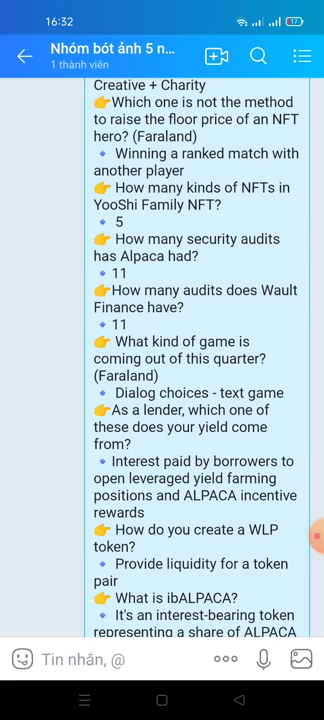 16:32
17
Nhóm bót ảnh 5 n...
1 thành viên
Creative + Charity
👉Which one is not the method
to raise the floor price of an NFT
hero? (Faraland)
🔹 Winning a ranked match with
another player
👉 How many kinds of NFTs in
YooShi Family NFT?
🔹 5
👉 How many security audits
has Alpaca had?
🔹11
👉How many audits does Wault
Finance have?
🔹11
👉 What kind of game is
coming out of this quarter?
(Faraland)
🔹 Dialog choices - text game
👉As a lender, which one of
these does your yield come
from?
🔹Interest paid by borrowers to
open leveraged yield farming
positions and ALPACA incentive
rewards
👉 How do you create a WLP
token?
🔹 Provide liquidity for a token
pair
👉 What is ibALPACA?
🔹 It's an interest-bearing token
representing a share of ALPACA
Tin nhắn, @